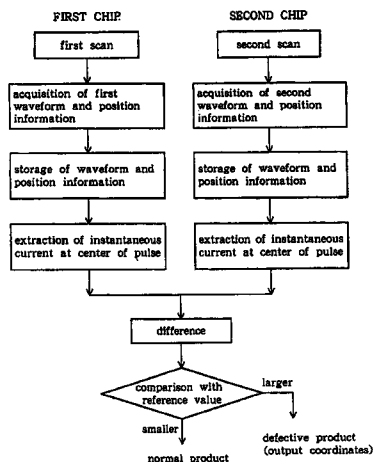 FIRST CHIP
first scan
acquisition of first
waveform and position
information
storage of waveform and
position information
extraction of instantaneous
current at center of pulse
SECOND CHIP
second scan
acquisition of second
waveform and position
information
storage of waveform and
position information
extraction of instantaneous
current at center of pulse
difference
comparison with
reference value
larger
smaller
defective product
(output coordinates)
normal product